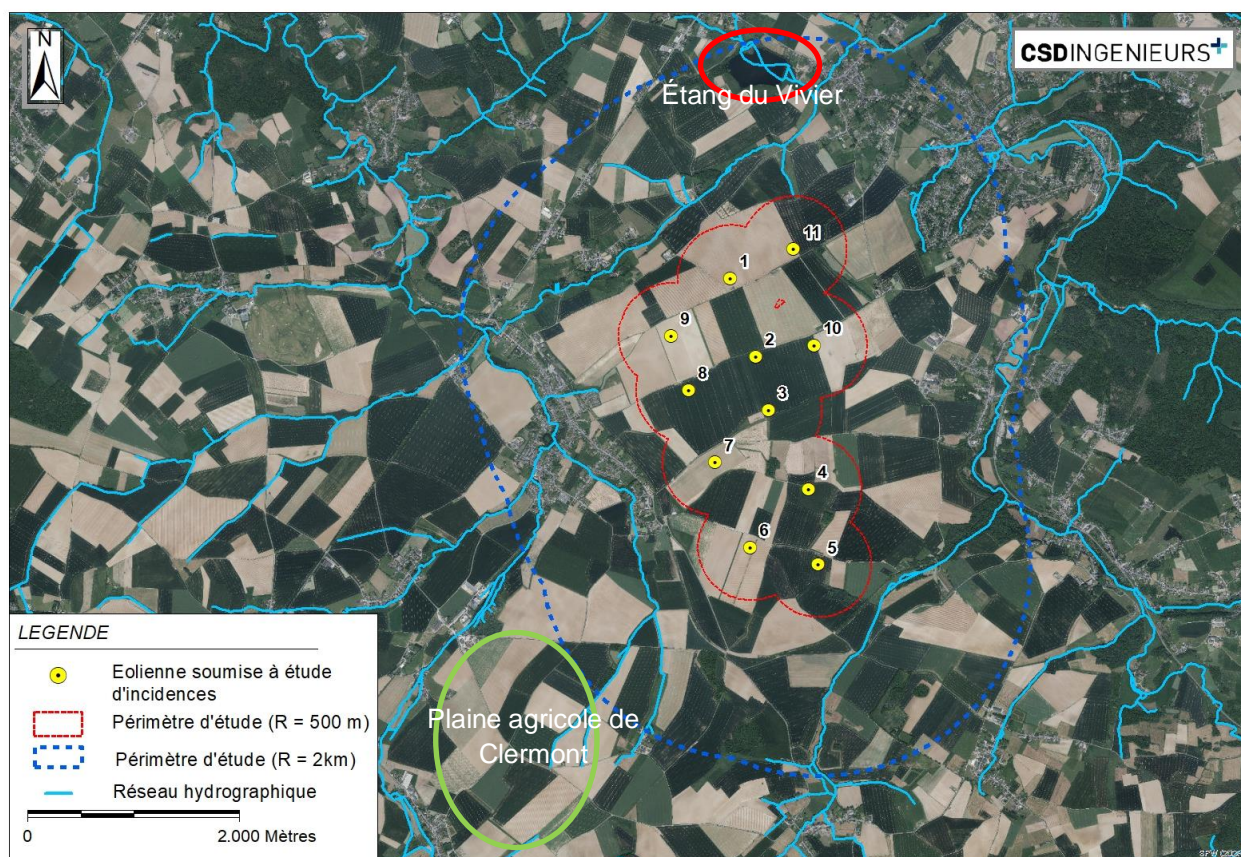 N
CSDINGENIEURS+
Étang du Vivier
11
1
9
10
2
8
3
7
4
6
5
LEGENDE
Eolienne soumise à étude
d'incidences
Périmètre d'étude (R = 500 m)
Périmètre d'étude (R = 2km)
Réseau hydrographique
0
2.000 Mètres
Plaine agricole de
Clermont